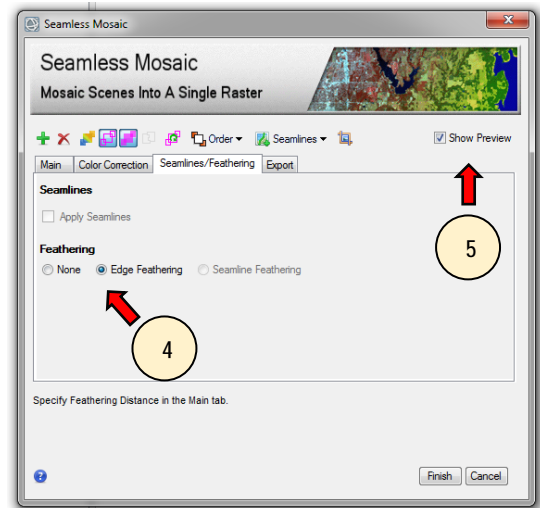 Seamless Mosaic
Seamless Mosaic
Mosaic Scenes Into A Single Raster
Order Seamlines Show Preview
Main Color Correction Seamlines/Feathering Export
Seamlines
Apply Seamlines
Feathering
None Edge Feathering Seamline Feathering
5
4
Specify Feathering Distance in the Main tab.
? Finish Cancel